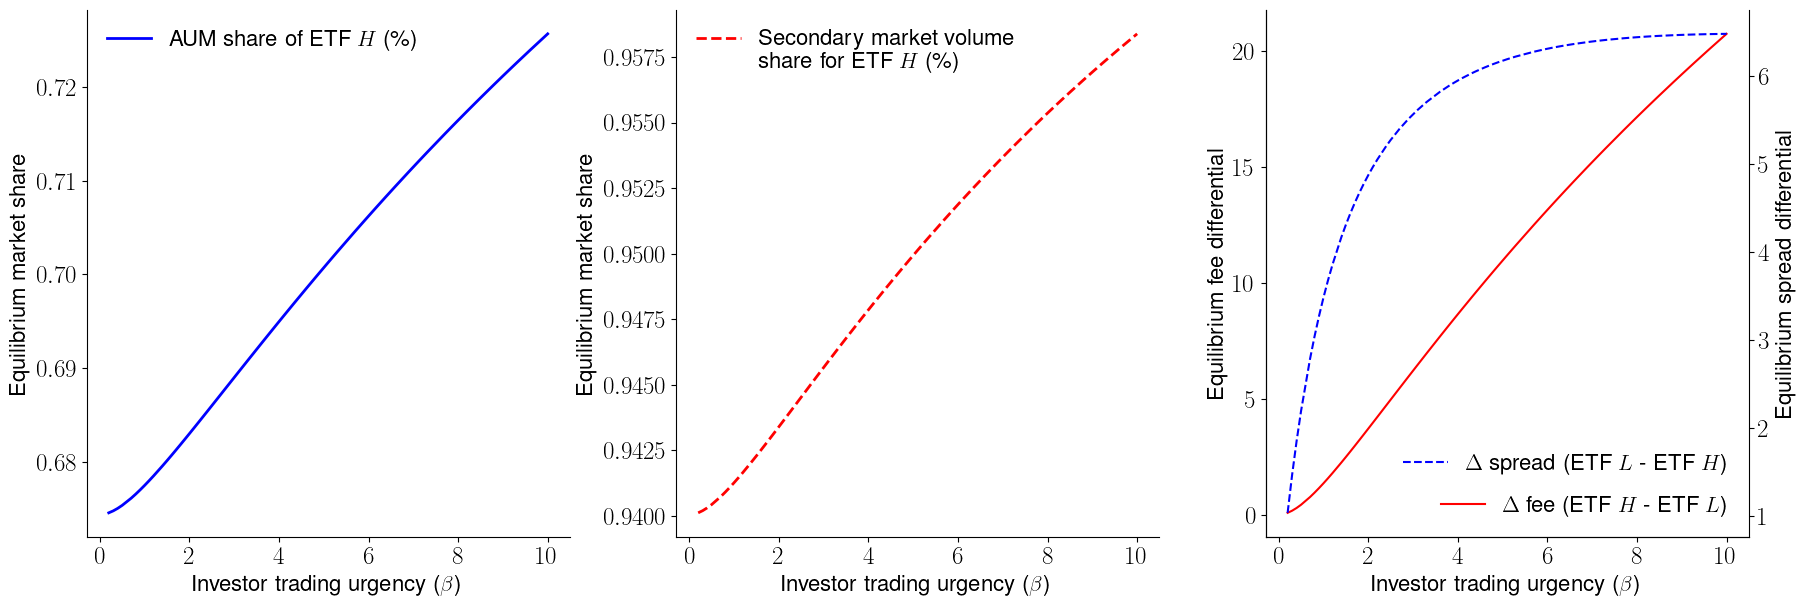 AUM share of ETF H (%)
Equilibrium market share
0.72
0.71
0.70
0.69
0.68
0 2 4 6 8 10
Investor trading urgency (β)
Secondary market volume
share for ETF H (%)
Equilibrium market share
0.9575
0.9550
0.9525
0.9500
0.9475
0.9450
0.9425
0.9400
0 2 4 6 8 10
Investor trading urgency (β)
Equilibrium fee differential
20
15
10
5
0
Δ spread (ETF L - ETF H)
Δ fee (ETF H - ETF L)
0 2 4 6 8 10
Investor trading urgency (β)
6
5
4
3
2
1
Equilibrium spread differential